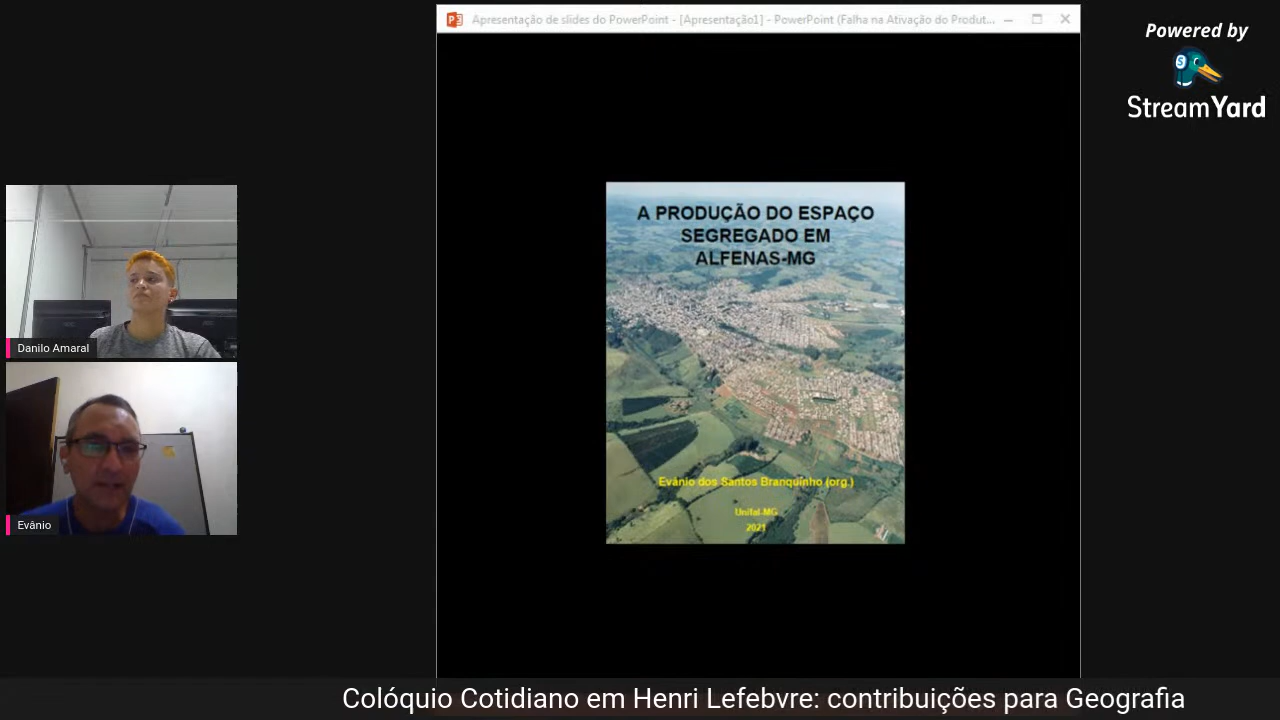 Apresentação de slides do PowerPoint - [Apresentação1] - PowerPoint (Falha na Ativação do Produt...
Powered by
StreamYard
A PRODUÇÃO DO ESPAÇO
SEGREGADO EM
ALFENAS-MG
Evânio dos Santos Branquinho (org.)
Unifal-MG
2021
Danilo Amaral
Evânio
Colóquio Cotidiano em Henri Lefebvre: contribuições para Geografia